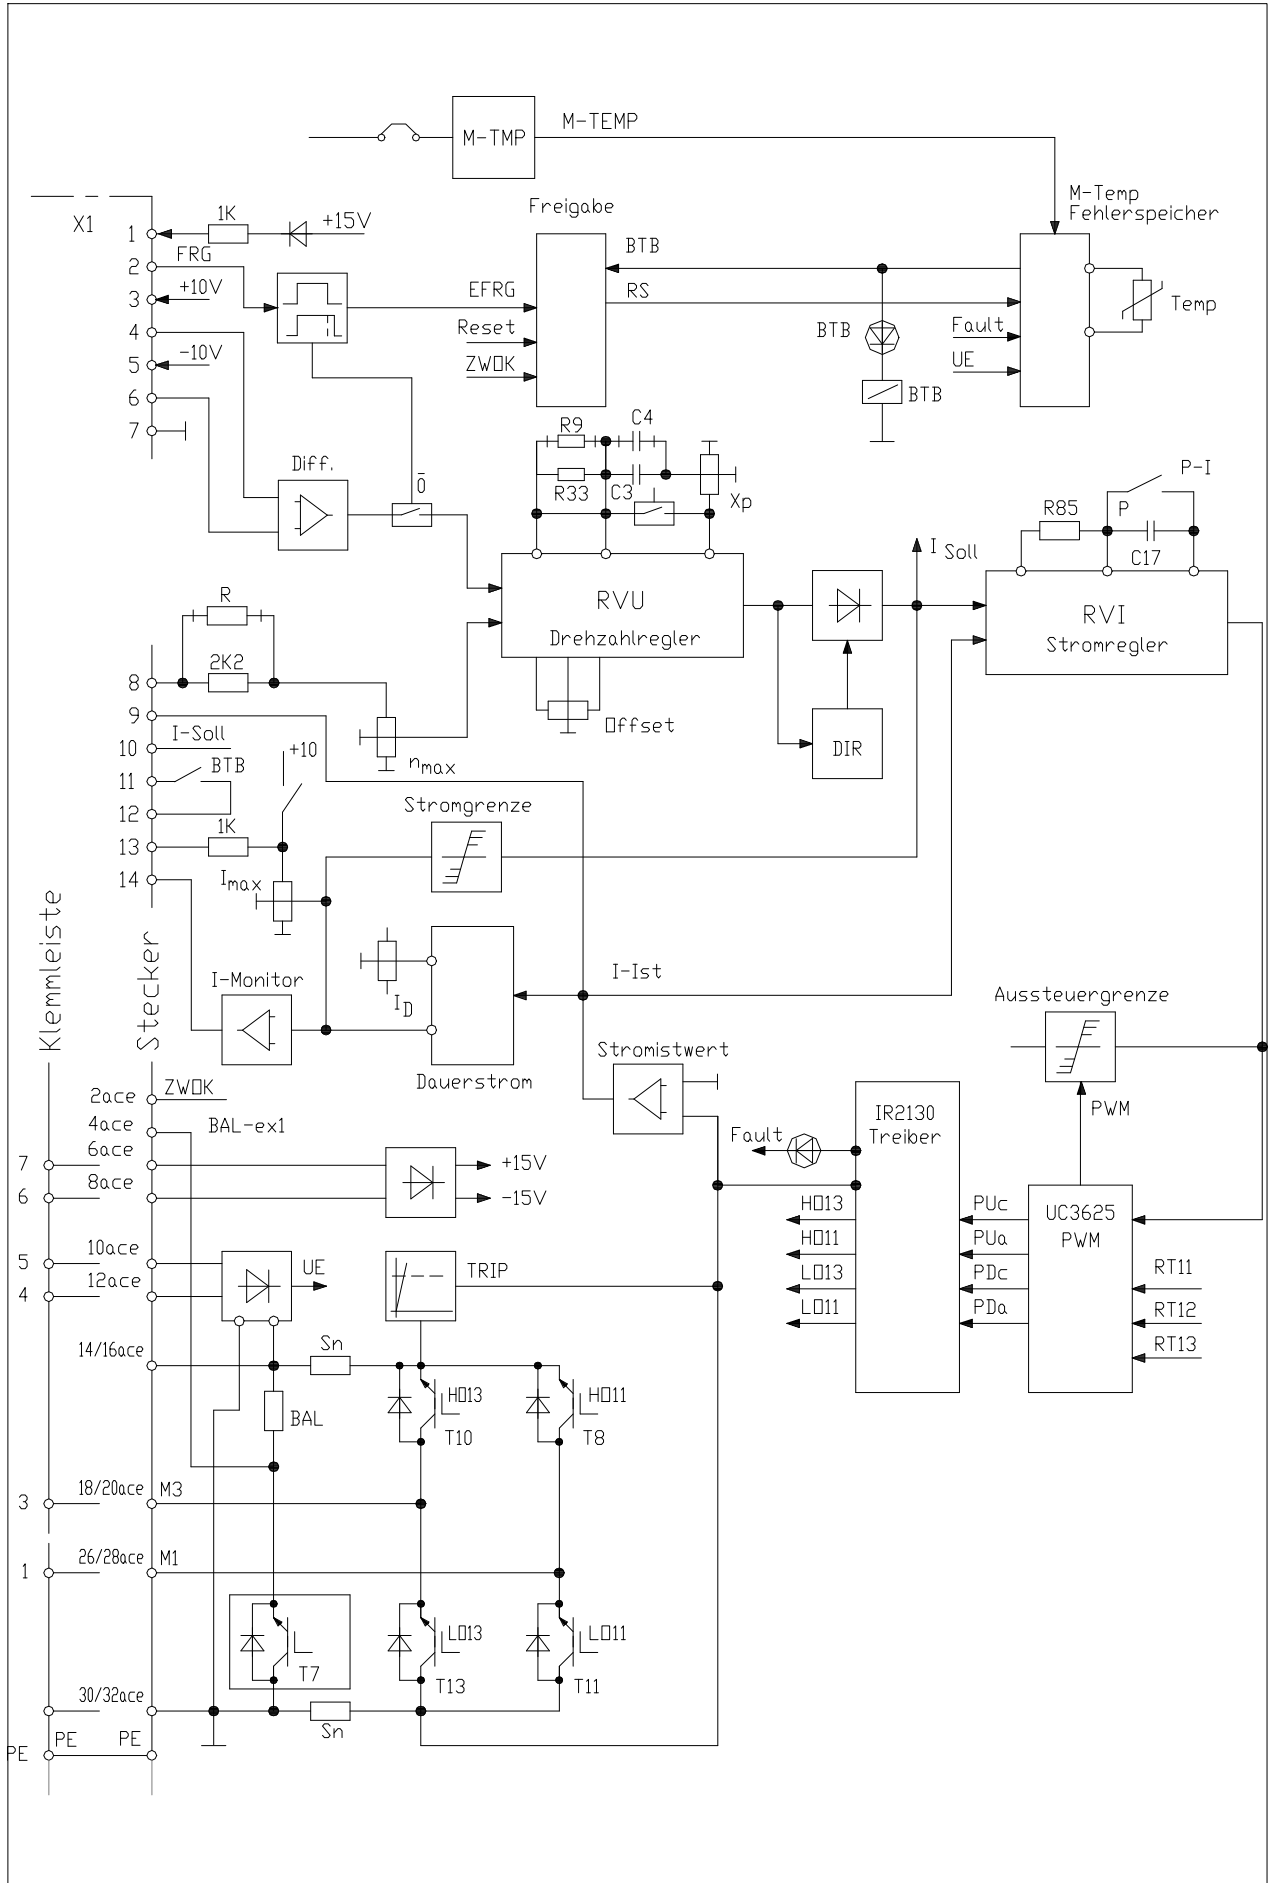 M-TMP
M-TEMP
M-Temp
Fehlerspeicher
Freigabe
X1
1
1K
+15V
2
FRG
3
+10V
4
5
-10V
6
7
EFRG
Reset
ZWOK
BTB
RS
BTB
BTB
Fault
UE
Temp
Diff.
0
R9
C4
R33
C3
Xp
RVU
Drehzahlregler
Offset
I Soll
R85
P
P-I
C17
RVI
Stromregler
DIR
R
2K2
8
9
10
I-Soll
11
BTB
12
13
1K
+10
14
nmax
Imax
Stromgrenze
I-Monitor
ID
Dauerstrom
I-Ist
Stromistwert
Aussteuergrenze
PWM
Klemmleiste
Stecker
2ace
ZWOK
4ace
BAL-ex1
7
6ace
+15V
6
8ace
-15V
5
10ace
4
12ace
UE
TRIP
14/16ace
Sn
BAL
HO13
T10
HO11
T8
3
18/20ace
M3
1
26/28ace
M1
T7
LO13
T13
LO11
T11
30/32ace
Sn
PE
PE
PE
Fault
IR2130
Treiber
HO13
HO11
LO13
LO11
PUc
PUa
PDc
PDa
UC3625
PWM
RT11
RT12
RT13